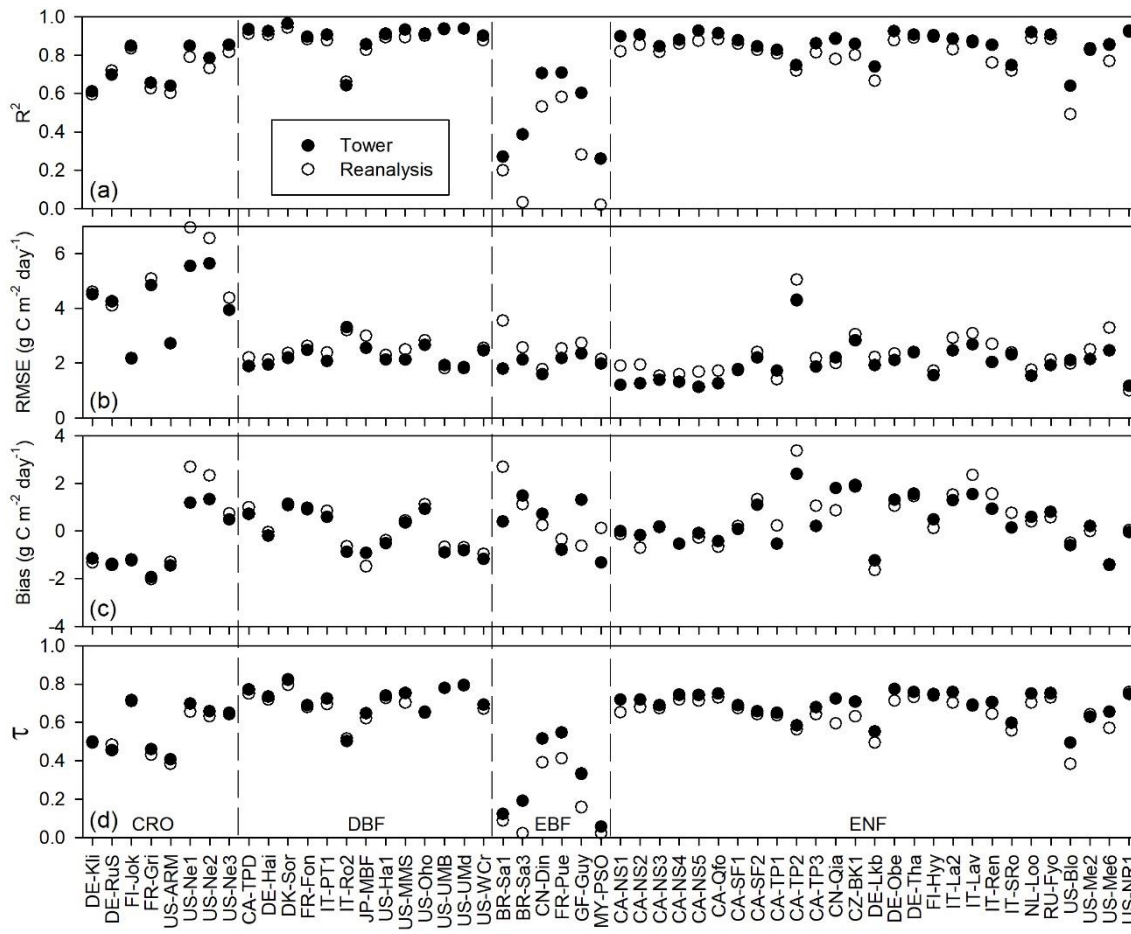 1.0
0.8
0.6
0.4
0.2
0.0
R²
Tower
Reanalysis
(a)
6
4
2
0
RMSE (g C m⁻² day⁻¹)
(b)
4
2
0
-2
-4
Bias (g C m⁻² day⁻¹)
(c)
1.0
0.8
0.6
0.4
0.2
0.0
τ
(d)
CRO
DBF
EBF
ENF
DE-Kli
DE-RuS
FI-Jok
FR-Gri
US-ARM
US-Ne1
US-Ne2
US-Ne3
CA-TPD
DE-Hai
DK-Sor
FR-Fon
IT-PT1
IT-Ro2
JP-MBF
US-Ha1
US-MMS
US-Oho
US-UMB
US-UMd
US-WCr
BR-Sa1
BR-Sa3
CN-Din
FR-Pue
GF-Guy
MY-PSO
CA-NS1
CA-NS2
CA-NS3
CA-NS4
CA-NS5
CA-Qfo
CA-SF1
CA-SF2
CA-TP1
CA-TP2
CA-TP3
CN-Qia
CZ-BK1
DE-Lkb
DE-Obe
DE-Tha
FI-Hyy
IT-La2
IT-Lav
IT-Ren
IT-SRo
NL-Loo
RU-Fyo
US-Blo
US-Me2
US-Me6
US-NR1